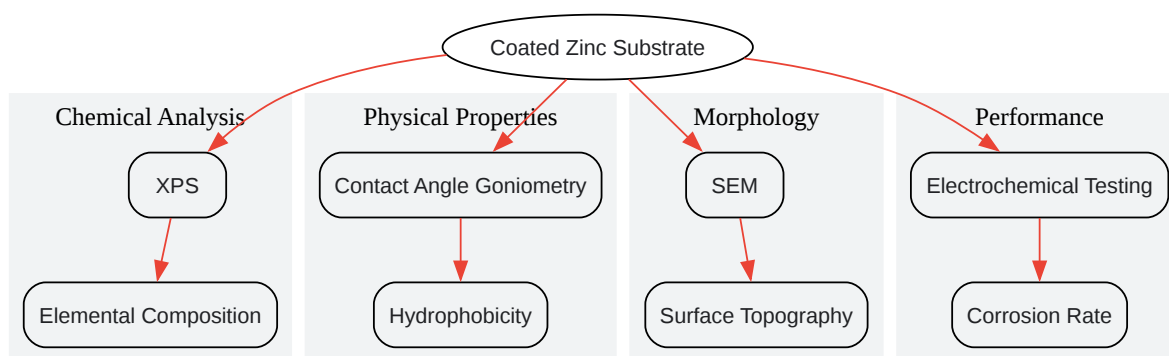 Coated Zinc Substrate
Chemical Analysis
Physical Properties
Morphology
Performance
XPS
Contact Angle Goniometry
SEM
Electrochemical Testing
Elemental Composition
Hydrophobicity
Surface Topography
Corrosion Rate